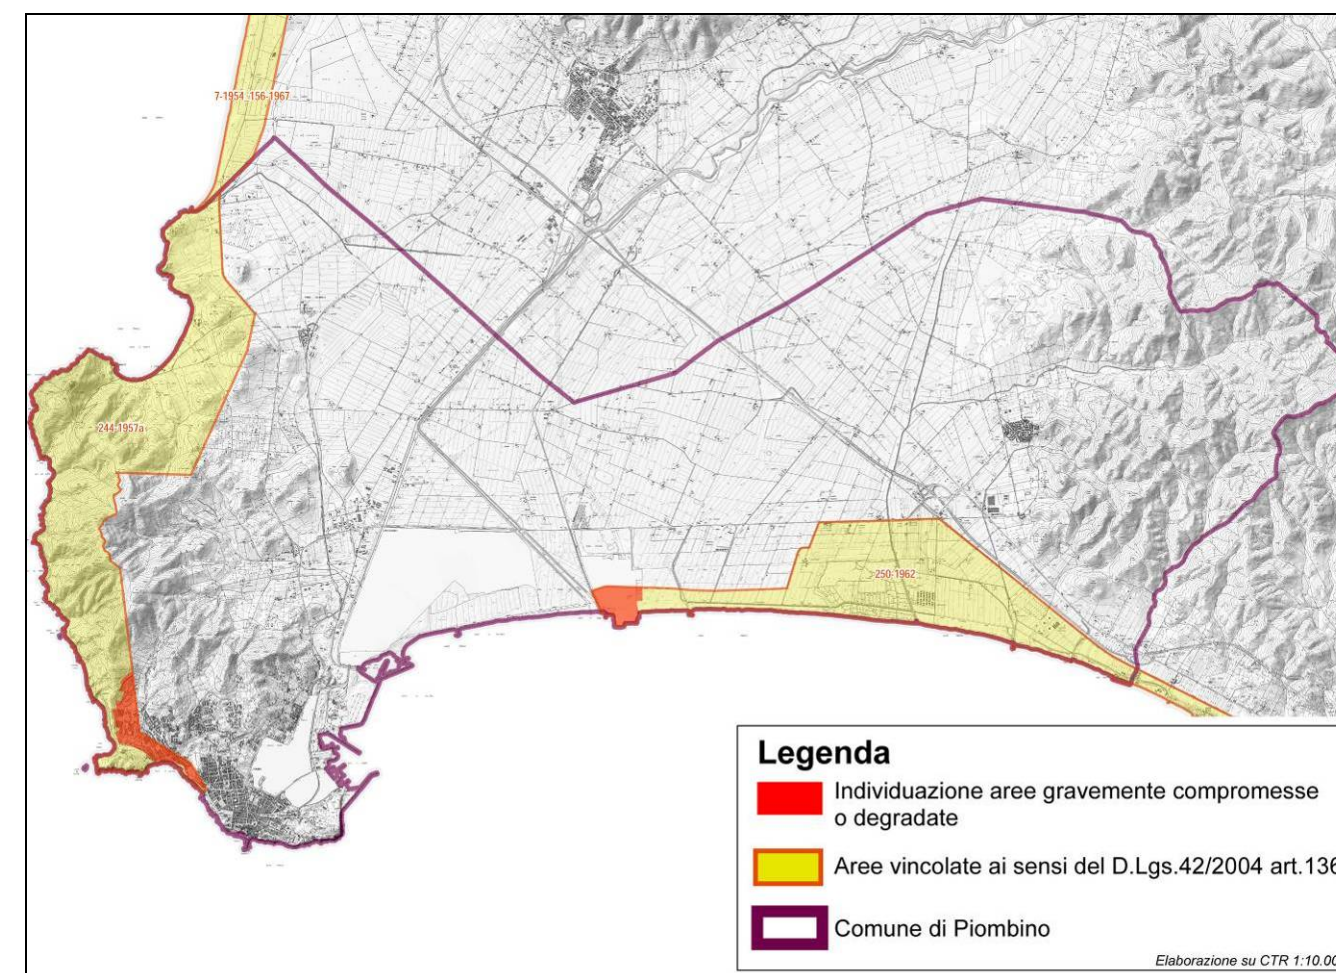 7-1954 -156-1967
244-1957a
250-1962
Legenda
Individuazione aree gravemente compromesse
o degradate
Aree vincolate ai sensi del D.Lgs.42/2004 art.136
Comune di Piombino
Elaborazione su CTR 1:10.00